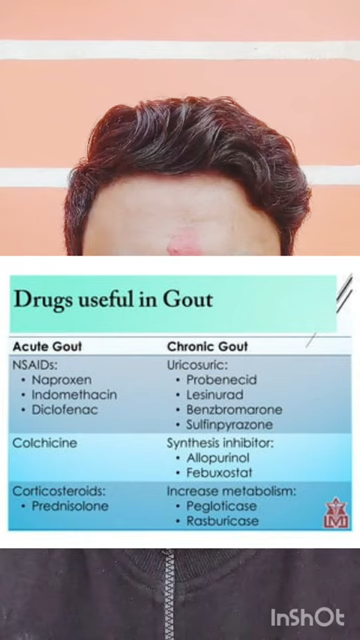 Drugs useful in Gout
Acute Gout Chronic Gout
NSAIDs: Uricosuric:
• Naproxen • Probenecid
• Indomethacin • Lesinurad
• Diclofenac • Benzbromarone
• Sulfinpyrazone
Colchicine Synthesis inhibitor:
• Allopurinol
• Febuxostat
Corticosteroids: Increase metabolism:
• Prednisolone • Pegloticase
• Rasburicase
InShOt